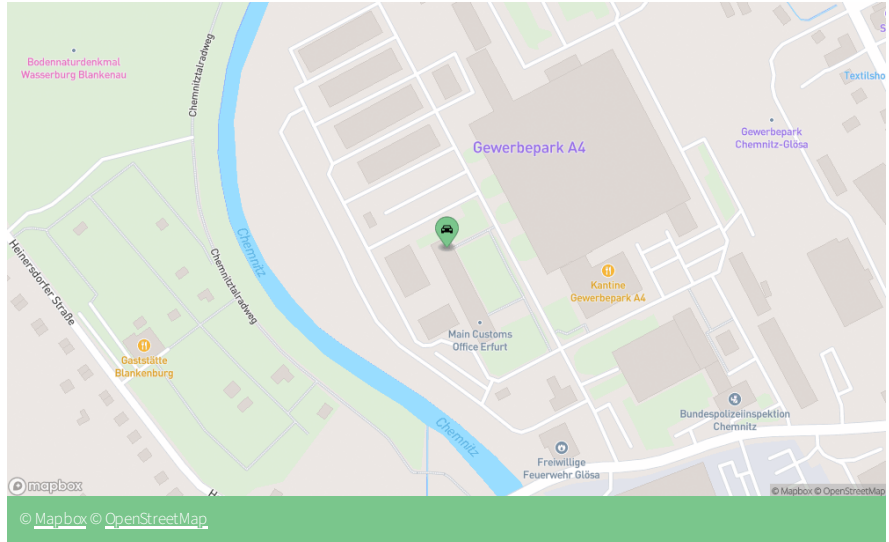 Bodennaturdenkmal
Wasserburg Blankenau
Chemnitztalradweg
Gewerbepark A4
Textilsho
Gewerbepark
Chemnitz-Glösa
S
Heinersdorfer Straße
Chemnitz
Chemnitztalradweg
Kantine
Gewerbepark A4
Main Customs
Office Erfurt
Gaststätte
Blankenburg
Bundespolizeiinspektion
Chemnitz
Chemnitz
Freiwillige
Feuerwehr Glösa
H
mapbox
© Mapbox © OpenStreetMap
© Mapbox © OpenStreetMap